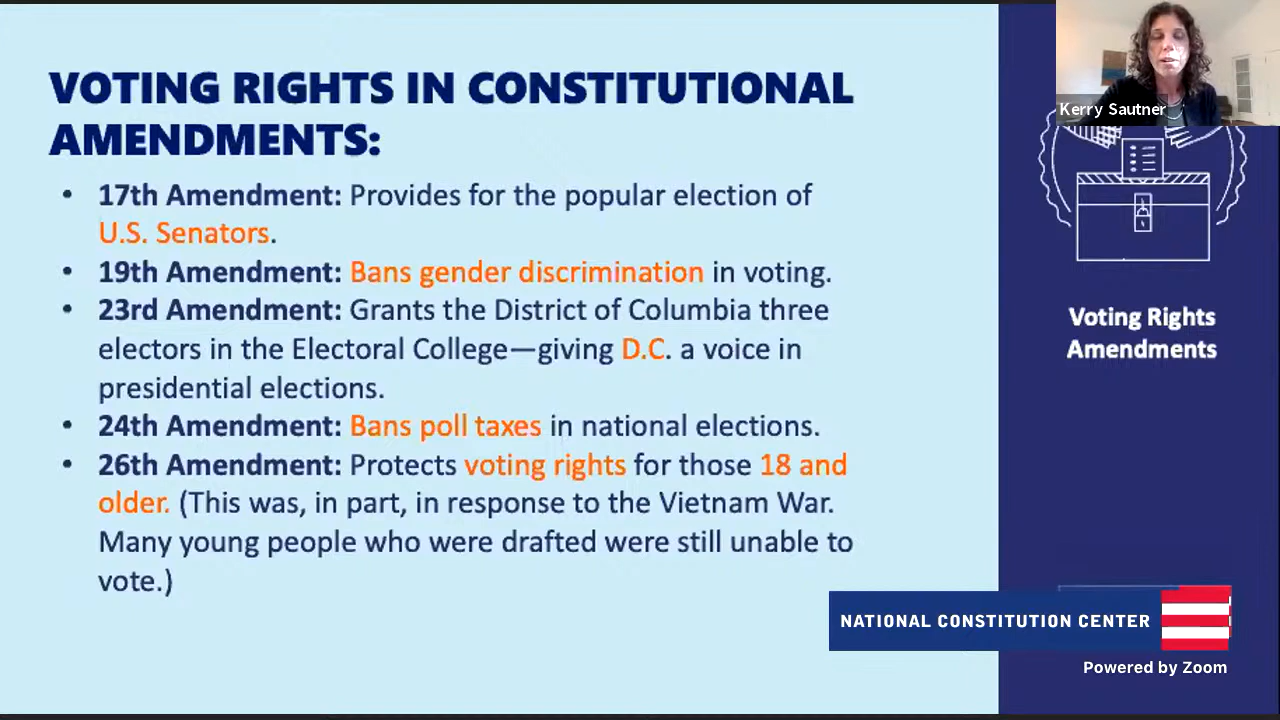 VOTING RIGHTS IN CONSTITUTIONAL
AMENDMENTS:
• 17th Amendment: Provides for the popular election of
U.S. Senators.
• 19th Amendment: Bans gender discrimination in voting.
• 23rd Amendment: Grants the District of Columbia three
electors in the Electoral College—giving D.C. a voice in
presidential elections.
• 24th Amendment: Bans poll taxes in national elections.
• 26th Amendment: Protects voting rights for those 18 and
older. (This was, in part, in response to the Vietnam War.
Many young people who were drafted were still unable to
vote.)
Kerry Sautner
Voting Rights
Amendments
NATIONAL CONSTITUTION CENTER
Powered by Zoom